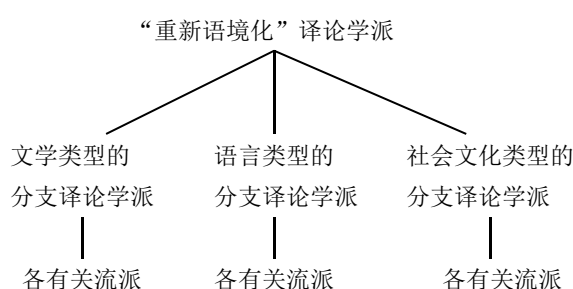 “重新语境化”译论学派
文学类型的
分支译论学派
语言类型的
分支译论学派
社会文化类型的
分支译论学派
各有关流派
各有关流派
各有关流派